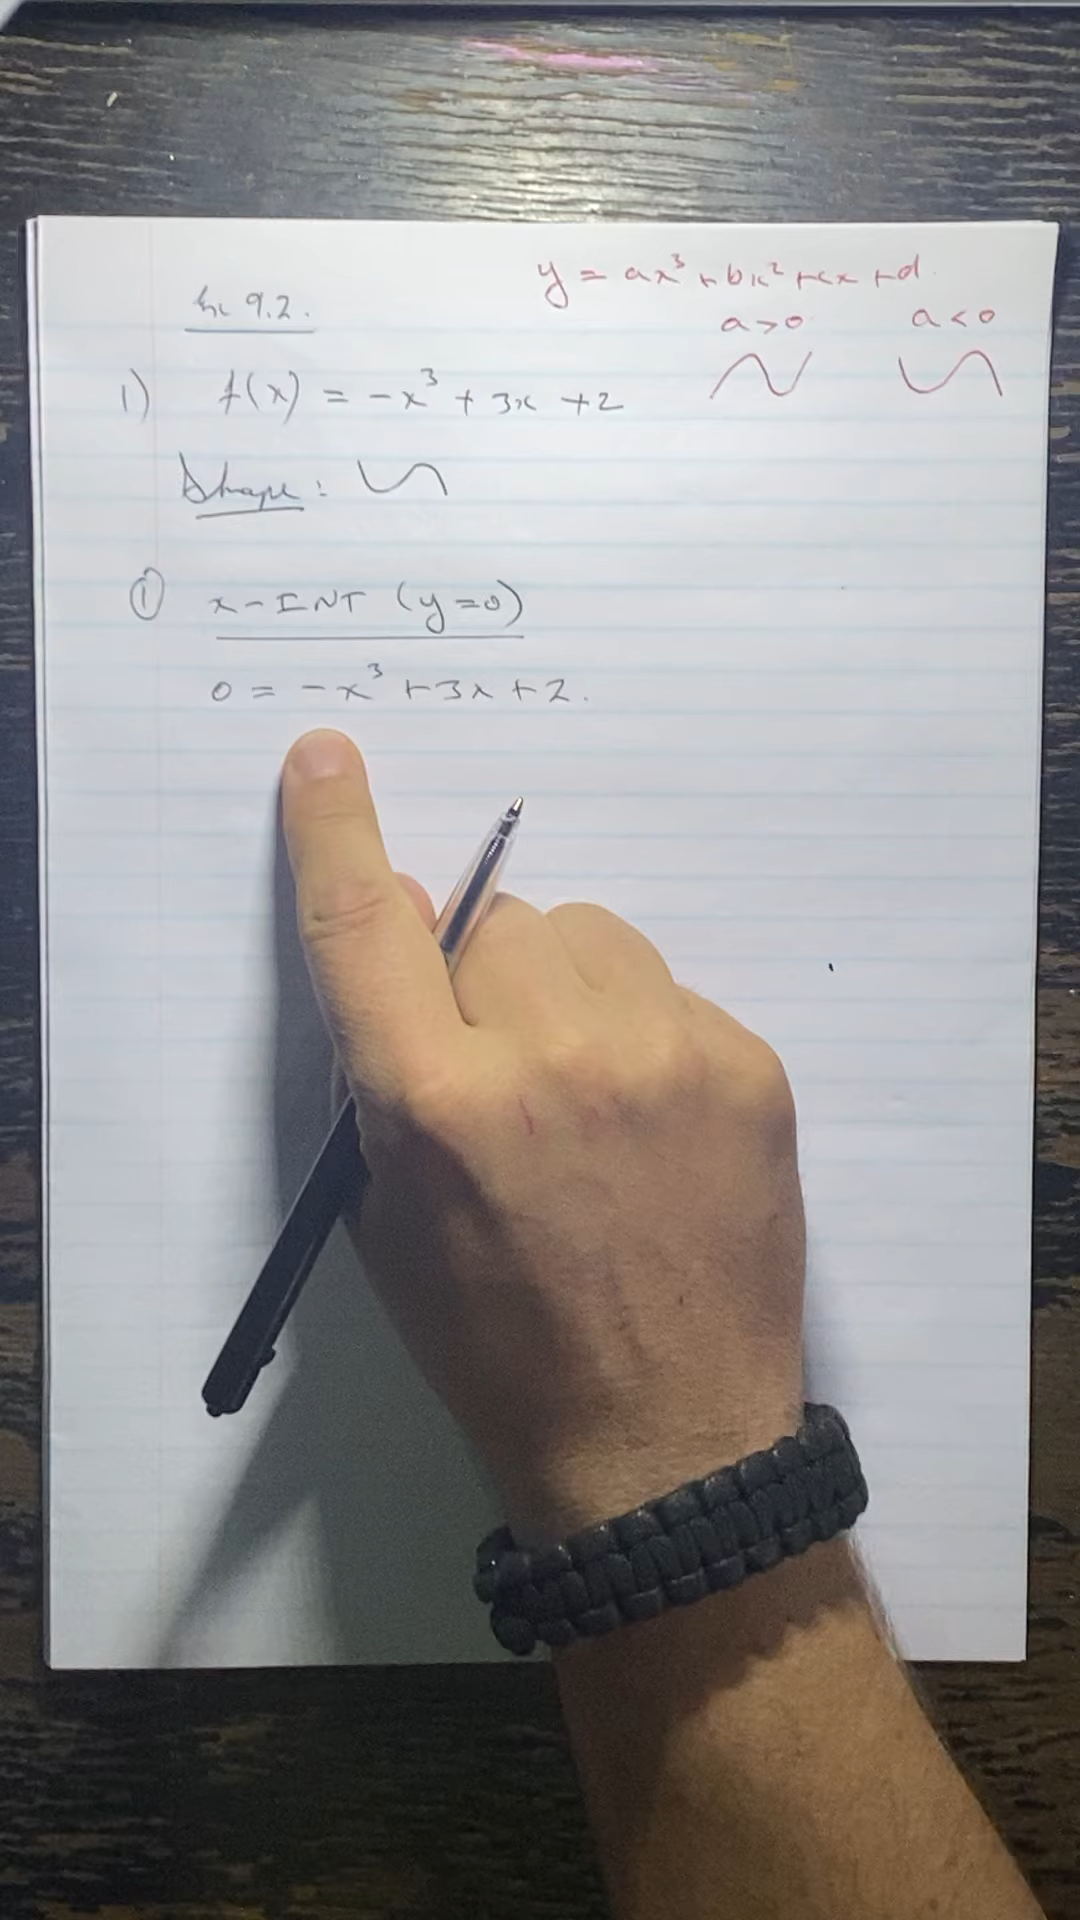 y = ax³ + bx² + cx + d
Ex 9.2.
a>0 a<0
1) f(x) = -x³ + 3x + 2
Shape:
① x-INT (y=0)
0 = -x³ + 3x + 2.